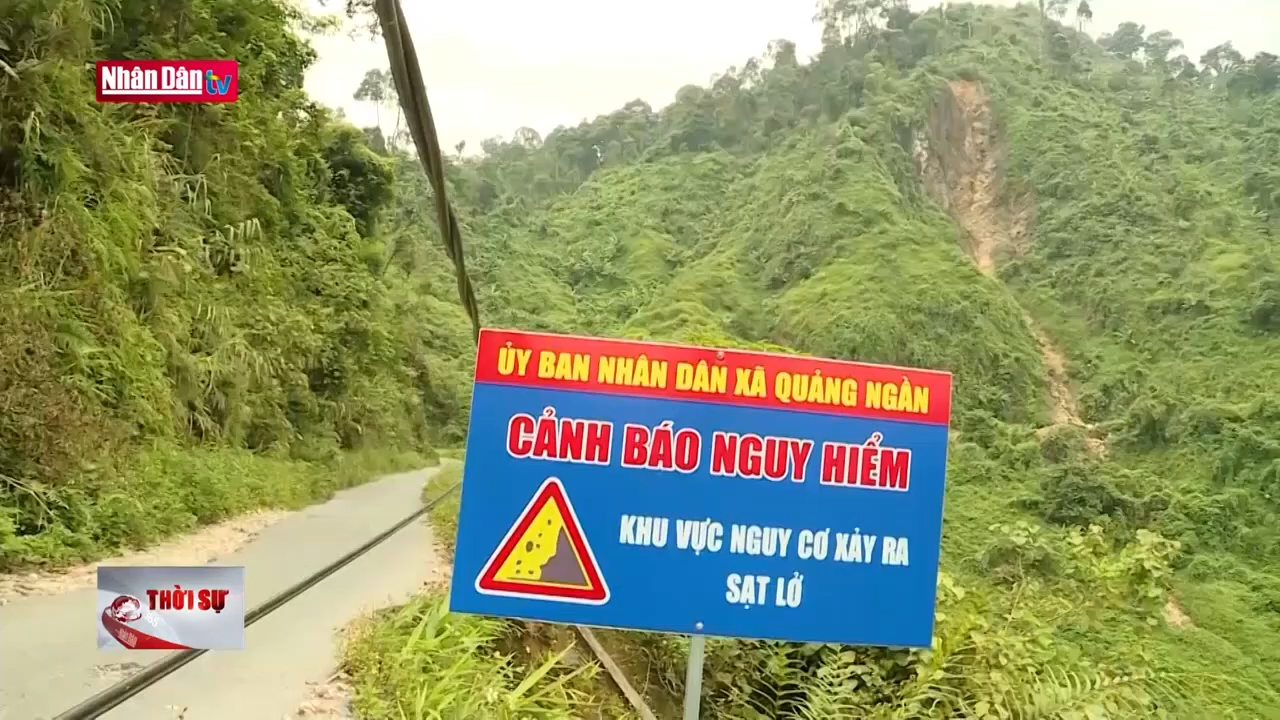 Nhân Dân tv
ỦY BAN NHÂN DÂN XÃ QUẢNG NGẦN
CẢNH BÁO NGUY HIỂM
KHU VỰC NGUY CƠ XẢY RA
SẠT LỞ
THỜI SỰ